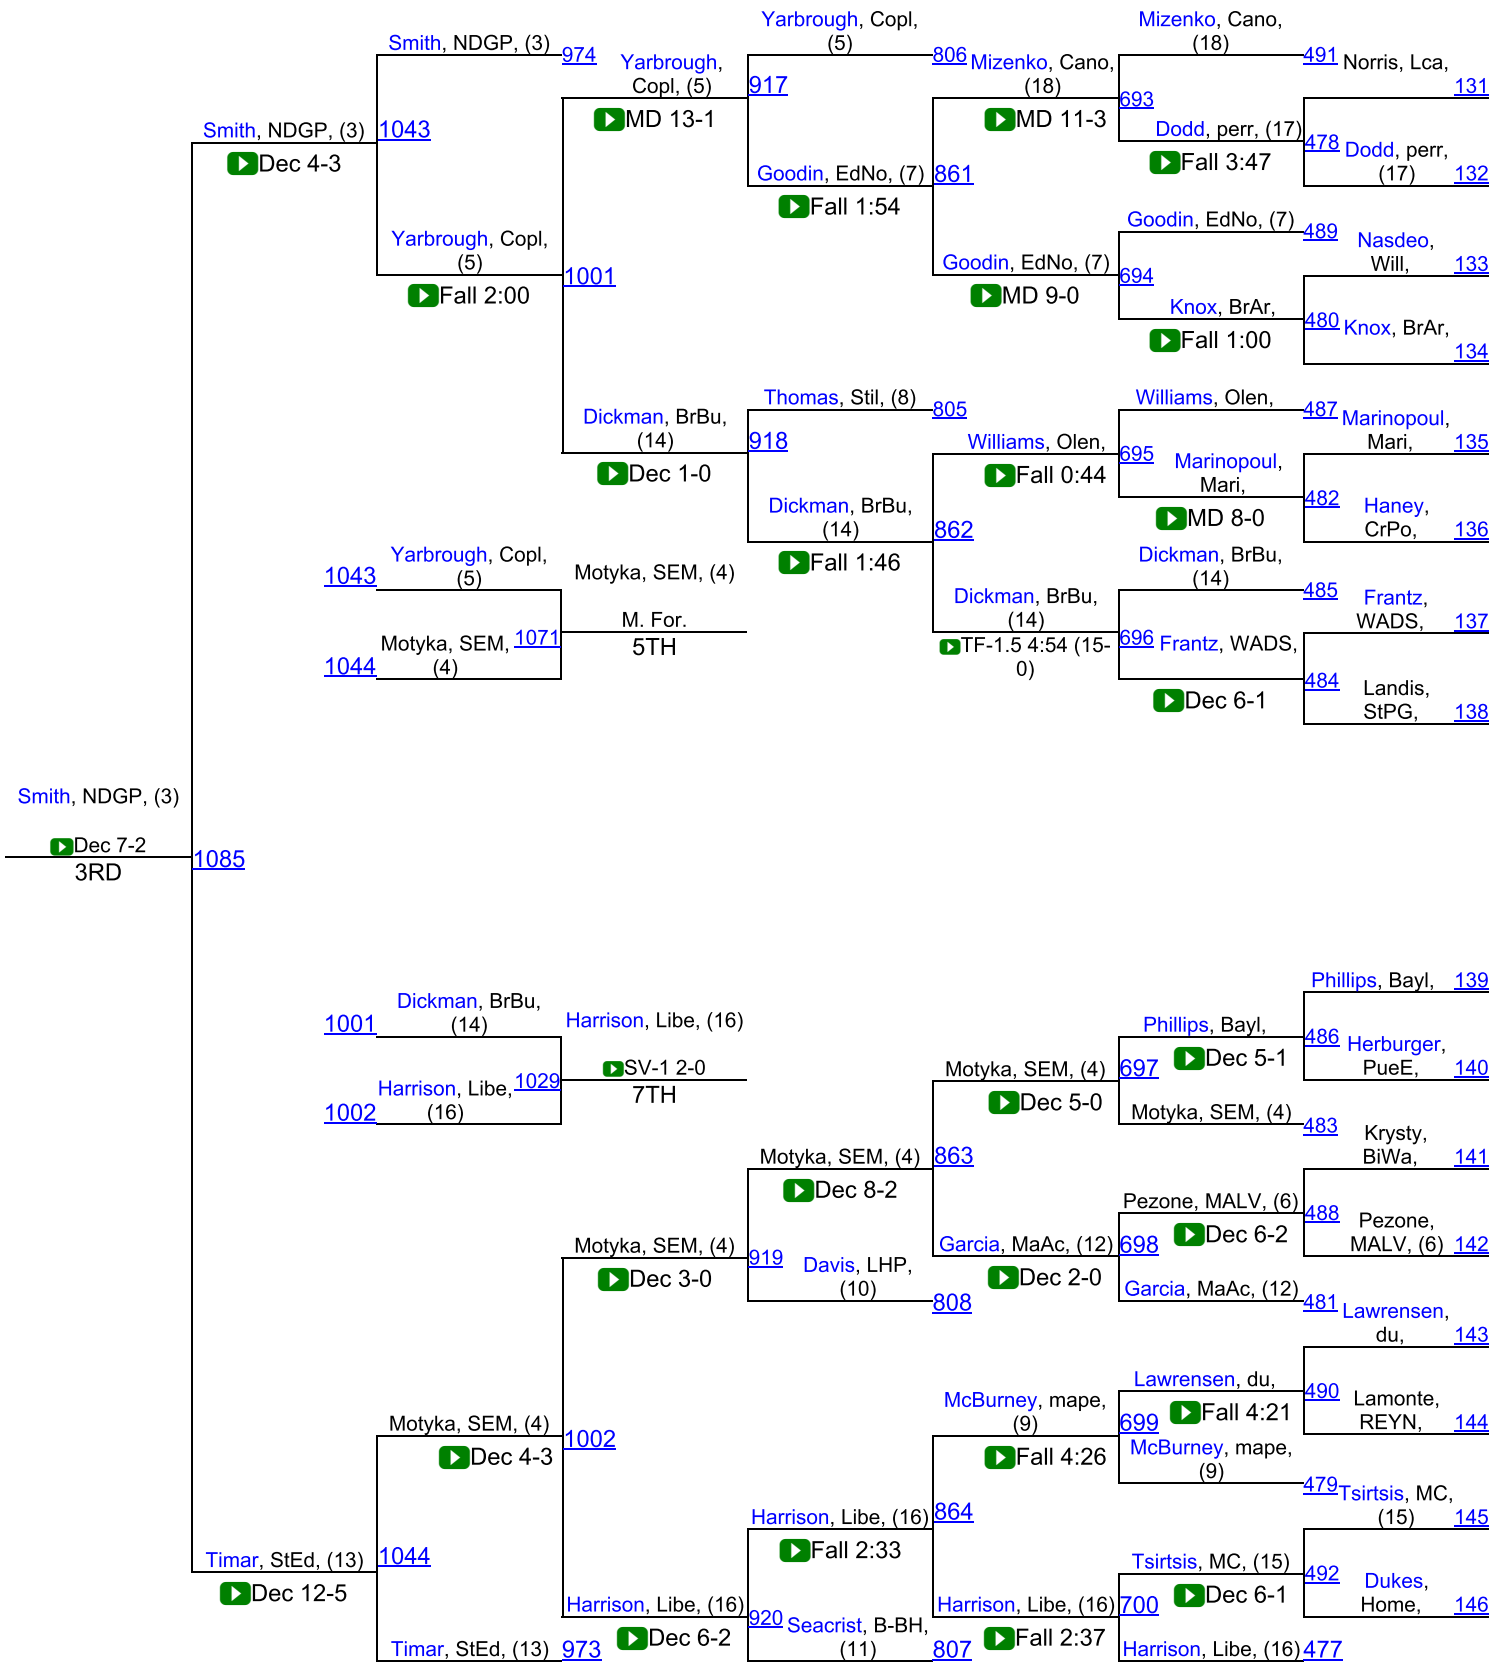 Yarbrough, Copl,
(5)
Mizenko, Cano,
(18)
Smith, NDGP, (3)
974
Yarbrough,
Copl, (5)
MD 13-1
917
806
Mizenko, Cano,
(18)
MD 11-3
693
491
Norris, Lca,
131
Smith, NDGP, (3)
Dec 4-3
1043
Goodin, EdNo, (7)
Fall 1:54
861
Dodd, perr, (17)
Fall 3:47
478
Dodd, perr,
(17)
132
Yarbrough, Copl,
(5)
Fall 2:00
1001
Goodin, EdNo, (7)
MD 9-0
694
Goodin, EdNo, (7)
489
Nasdeo,
Will,
133
Knox, BrAr,
Fall 1:00
480
Knox, BrAr,
134
Dickman, BrBu,
(14)
Dec 1-0
918
Thomas, Stil, (8)
805
Williams, Olen,
Fall 0:44
695
Williams, Olen,
487
Marinopoul,
Mari,
135
Marinopoul,
Mari,
MD 8-0
482
Haney,
CrPo,
136
Dickman, BrBu,
(14)
Fall 1:46
862
1043
Yarbrough, Copl,
(5)
Motyka, SEM, (4)
M. For.
5TH
1044
Motyka, SEM,
(4)
1071
Dickman, BrBu,
(14)
TF-1.5 4:54 (15-
0)
696
Dickman, BrBu,
(14)
485
Frantz,
WADS,
137
Frantz, WADS,
Dec 6-1
484
Landis,
StPG,
138
Smith, NDGP, (3)
Dec 7-2
3RD
1085
1001
Dickman, BrBu,
(14)
Harrison, Libe, (16)
SV-1 2-0
7TH
1002
Harrison, Libe,
(16)
1029
Phillips, Bayl,
139
Phillips, Bayl,
Dec 5-1
486
Herburger,
PueE,
140
Motyka, SEM, (4)
Dec 5-0
697
Motyka, SEM, (4)
483
Krysty,
BiWa,
141
Motyka, SEM, (4)
Dec 8-2
863
Pezone, MALV, (6)
Dec 6-2
488
Pezone,
MALV, (6)
142
Motyka, SEM, (4)
Dec 3-0
919
Davis, LHP,
(10)
808
Garcia, MaAc, (12)
Dec 2-0
698
Garcia, MaAc, (12)
481
Lawrensen,
du,
143
Motyka, SEM, (4)
Dec 4-3
1002
McBurney, mape,
(9)
Fall 4:26
699
Lawrensen, du,
Fall 4:21
490
Lamonte,
REYN,
144
McBurney, mape,
(9)
479
Tsirtsis, MC,
(15)
145
Harrison, Libe, (16)
Fall 2:33
864
Timar, StEd, (13)
Dec 12-5
1044
Tsirtsis, MC, (15)
Dec 6-1
492
Dukes,
Home,
146
Harrison, Libe, (16)
Dec 6-2
920
Seacrist, B-BH,
(11)
807
Harrison, Libe, (16)
Fall 2:37
700
Harrison, Libe, (16)
477
Timar, StEd, (13)
973